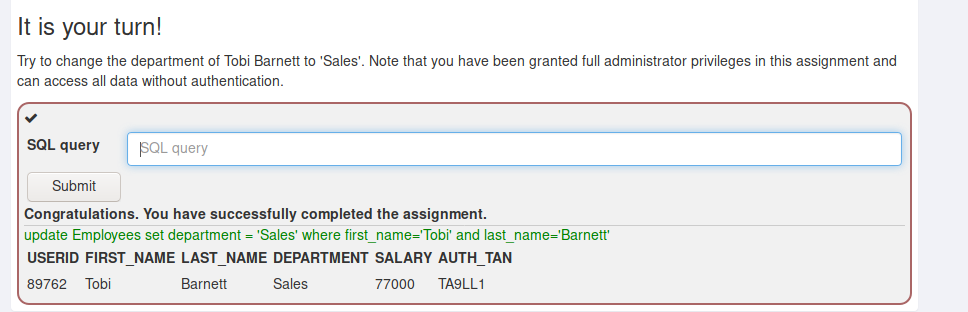 It is your turn!
Try to change the department of Tobi Barnett to 'Sales'. Note that you have been granted full administrator privileges in this assignment and
can access all data without authentication.
✔
SQL query SQL query
Submit
Congratulations. You have successfully completed the assignment.
update Employees set department = 'Sales' where first_name='Tobi' and last_name='Barnett'
USERID FIRST_NAME LAST_NAME DEPARTMENT SALARY AUTH_TAN
89762 Tobi Barnett Sales 77000 TA9LL1